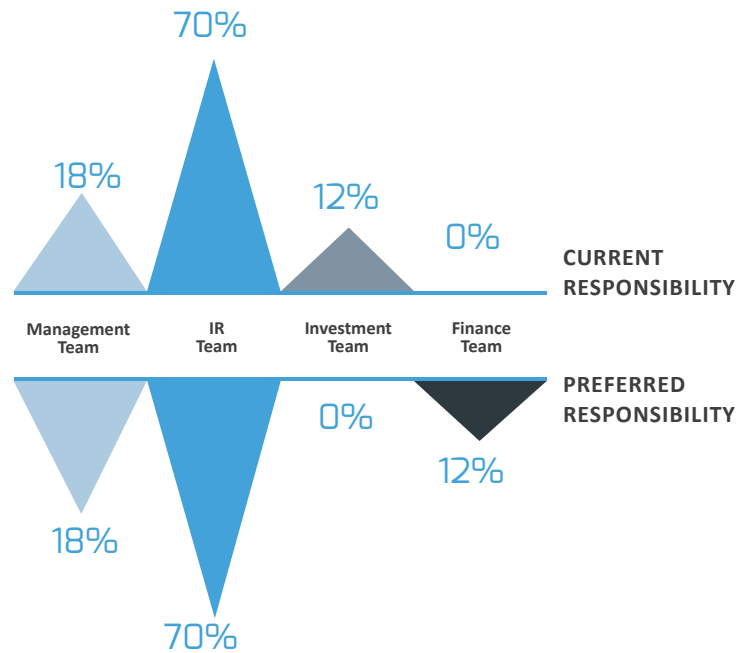 70%
18%
12%
0%
CURRENT
RESPONSIBILITY
Management
Team
IR
Team
Investment
Team
Finance
Team
PREFERRED
RESPONSIBILITY
0%
12%
18%
70%